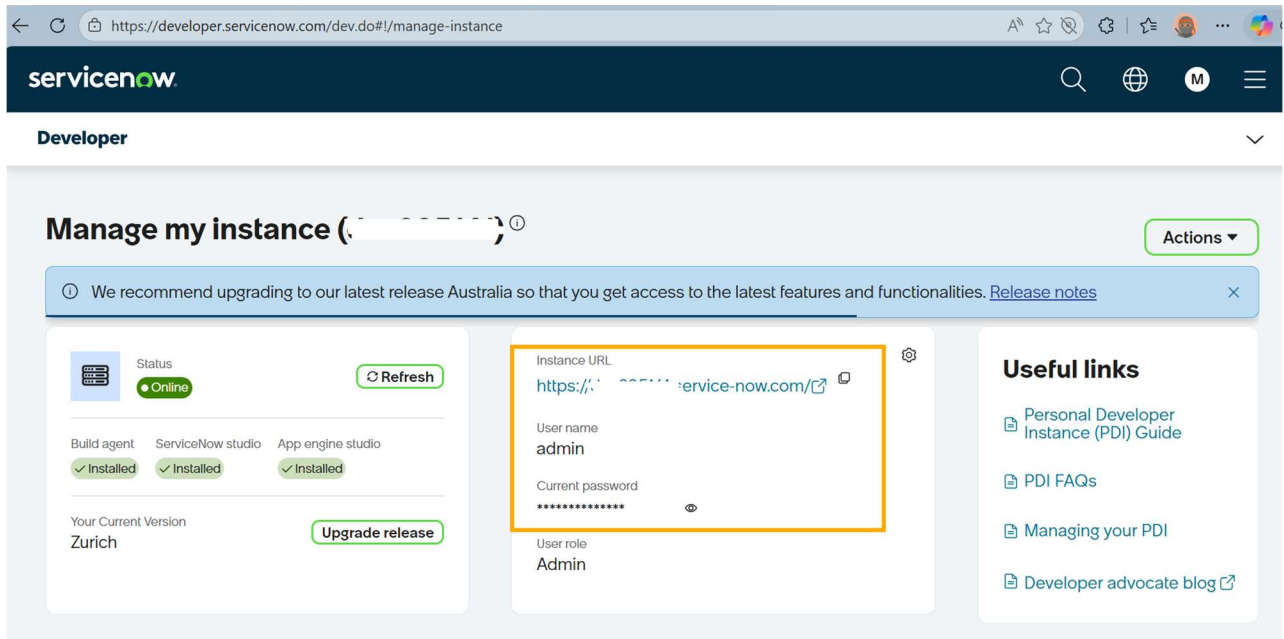 https://developer.servicenow.com/dev.do#!/manage-instance
servicenow
M
Developer
Manage my instance (
Actions
We recommend upgrading to our latest release Australia so that you get access to the latest features and functionalities. Release notes
Status
Online
Refresh
Build agent ServiceNow studio App engine studio
Installed Installed Installed
Your Current Version
Zurich
Upgrade release
Instance URL
https:// ervice-now.com/
User name
admin
Current password
**************
User role
Admin
Useful links
Personal Developer
Instance (PDI) Guide
PDI FAQs
Managing your PDI
Developer advocate blog